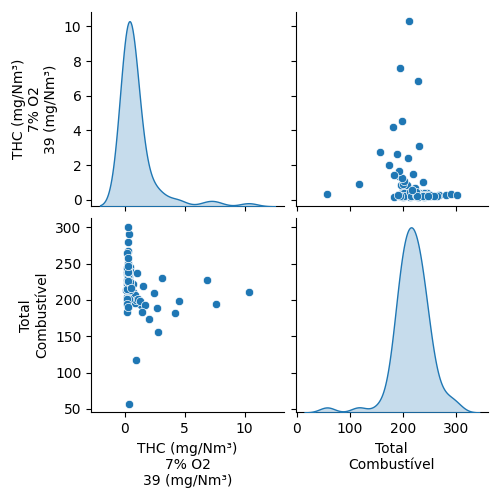 THC (mg/Nm³)
7% O2
39 (mg/Nm³)
10
8
6
4
2
0
Total
Combustível
300
250
200
150
100
50
0 5 10
THC (mg/Nm³)
7% O2
39 (mg/Nm³)
0 100 200 300
Total
Combustível